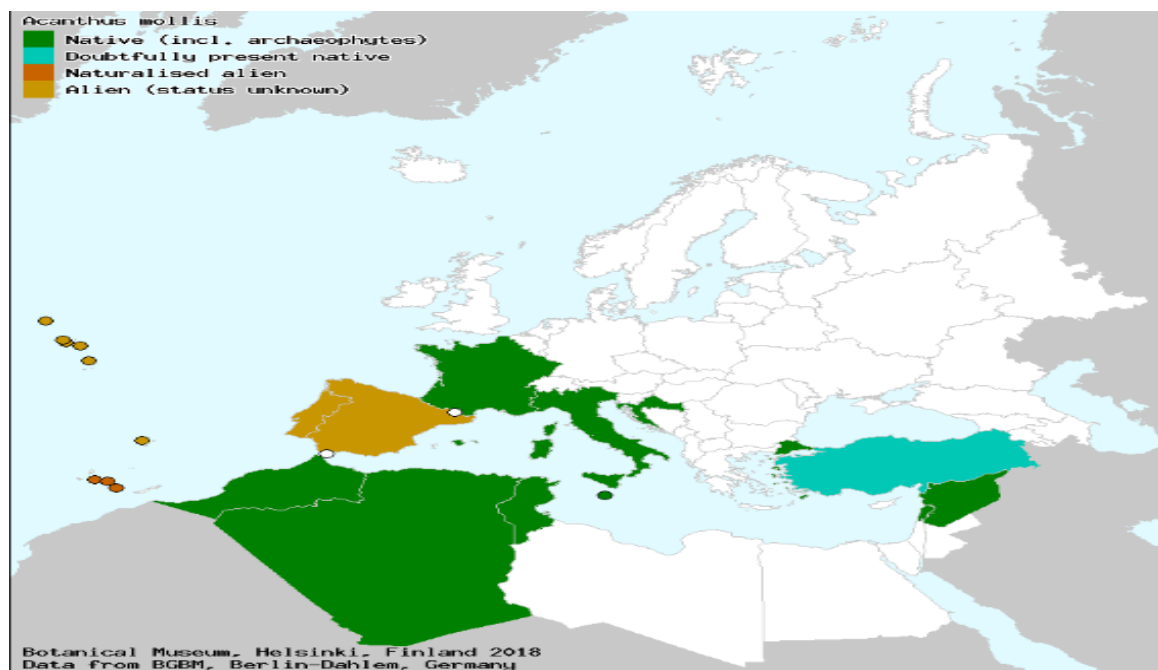 Acanthus mollis
Native (incl. archaeophytes)
Doubtfully present native
Naturalised alien
Alien (status unknown)
Botanical Museum, Helsinki, Finland 2018
Data from BGBM, Berlin-Dahlem, Germany